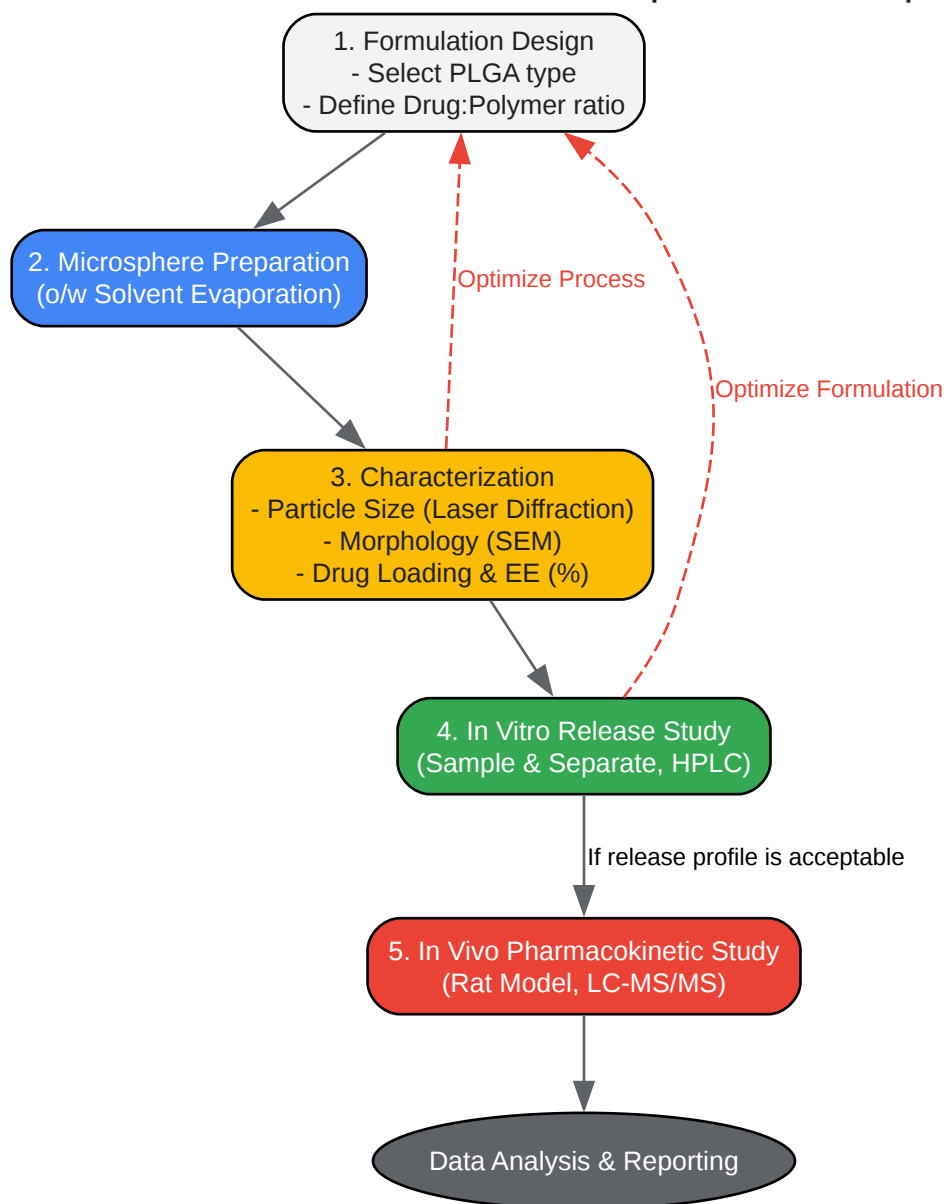 1. Formulation Design
- Select PLGA type
- Define Drug:Polymer ratio
2. Microsphere Preparation
(o/w Solvent Evaporation)
Optimize Process
Optimize Formulation
3. Characterization
- Particle Size (Laser Diffraction)
- Morphology (SEM)
- Drug Loading & EE (%)
4. In Vitro Release Study
(Sample & Separate, HPLC)
If release profile is acceptable
5. In Vivo Pharmacokinetic Study
(Rat Model, LC-MS/MS)
Data Analysis & Reporting